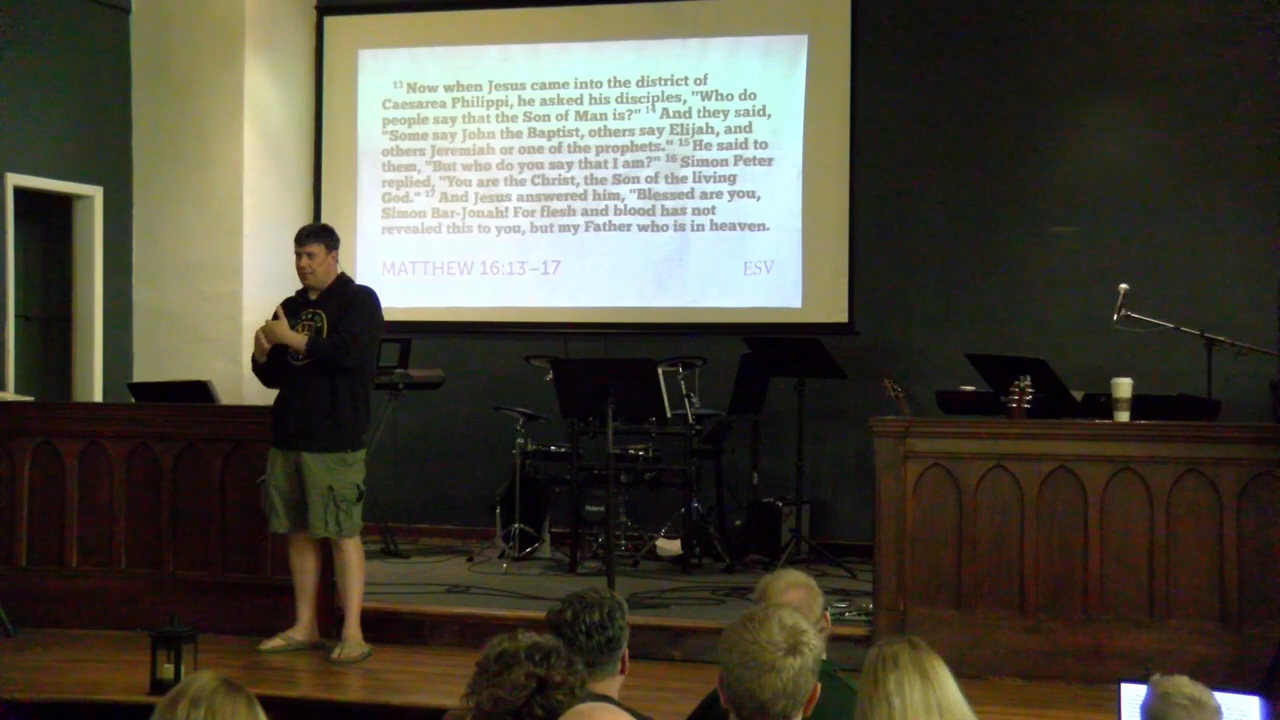 13 Now when Jesus came into the district of
Caesarea Philippi, he asked his disciples, "Who do
people say that the Son of Man is?" 14 And they said,
"Some say John the Baptist, others say Elijah, and
others Jeremiah or one of the prophets." 15 He said to
them, "But who do you say that I am?" 16 Simon Peter
replied, "You are the Christ, the Son of the living
God." 17 And Jesus answered him, "Blessed are you,
Simon Bar-Jonah! For flesh and blood has not
revealed this to you, but my Father who is in heaven.
MATTHEW 16:13–17 ESV
Roland